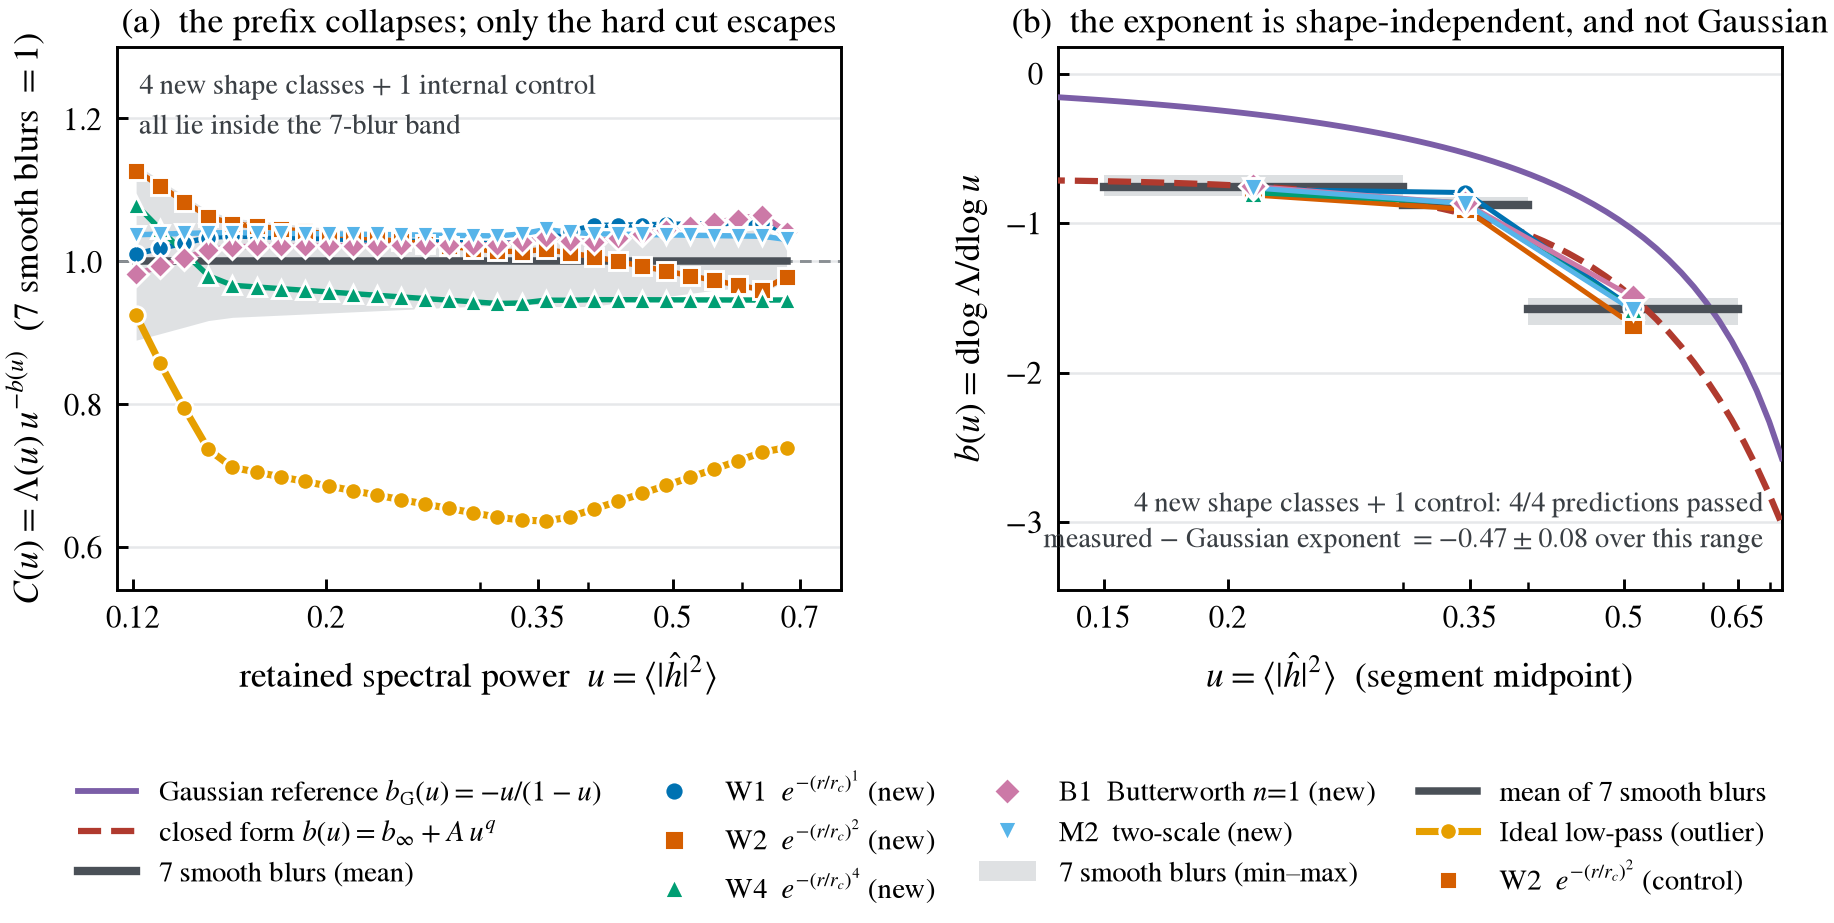 (a) the prefix collapses; only the hard cut escapes
C(u) = Λ(u) u^{−b(u)} (7 smooth blurs = 1)
4 new shape classes + 1 internal control
all lie inside the 7-blur band
1.2
1.0
0.8
0.6
0.12 0.2 0.35 0.5 0.7
retained spectral power u = ⟨|ĥ|²⟩
(b) the exponent is shape-independent, and not Gaussian
b(u) = dlog Λ/dlog u
0
−1
−2
−3
4 new shape classes + 1 control: 4/4 predictions passed
measured − Gaussian exponent = −0.47 ± 0.08 over this range
0.15 0.2 0.35 0.5 0.65
u = ⟨|ĥ|²⟩ (segment midpoint)
Gaussian reference b_G(u) = −u/(1 − u)
closed form b(u) = b_∞ + A u^q
7 smooth blurs (mean)
W1 e^{−(r/r_c)^1} (new)
W2 e^{−(r/r_c)^2} (new)
W4 e^{−(r/r_c)^4} (new)
B1 Butterworth n=1 (new)
M2 two-scale (new)
7 smooth blurs (min–max)
mean of 7 smooth blurs
Ideal low-pass (outlier)
W2 e^{−(r/r_c)^2} (control)